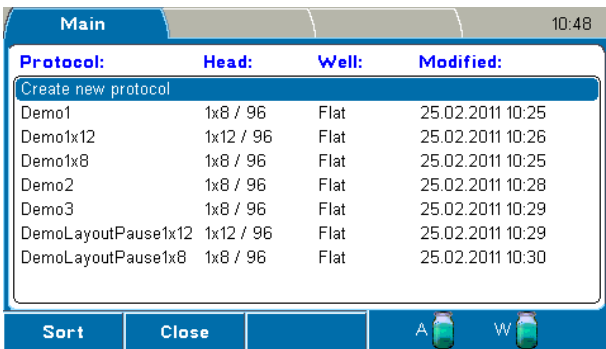 Main 10:48
Protocol: Head: Well: Modified:
Create new protocol
Demo1 1x8 / 96 Flat 25.02.2011 10:25
Demo1x12 1x12 / 96 Flat 25.02.2011 10:26
Demo1x8 1x8 / 96 Flat 25.02.2011 10:25
Demo2 1x8 / 96 Flat 25.02.2011 10:28
Demo3 1x8 / 96 Flat 25.02.2011 10:29
DemoLayoutPause1x12 1x12 / 96 Flat 25.02.2011 10:29
DemoLayoutPause1x8 1x8 / 96 Flat 25.02.2011 10:30
Sort Close A W